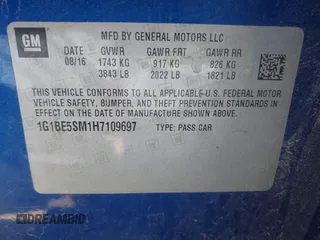 GM
MFD BY GENERAL MOTORS LLC
DATE GVWR GAWR FRT GAWR RR
08/16 1743 KG 917 KG 826 KG
3843 LB 2022 LB 1821 LB
THIS VEHICLE CONFORMS TO ALL APPLICABLE U.S. FEDERAL MOTOR
VEHICLE SAFETY, BUMPER, AND THEFT PREVENTION STANDARDS
IN EFFECT ON THE DATE OF MANUFACTURE SHOWN ABOVE.
1G1BE5SM1H7109697 TYPE: PASS CAR
©DREAMBID